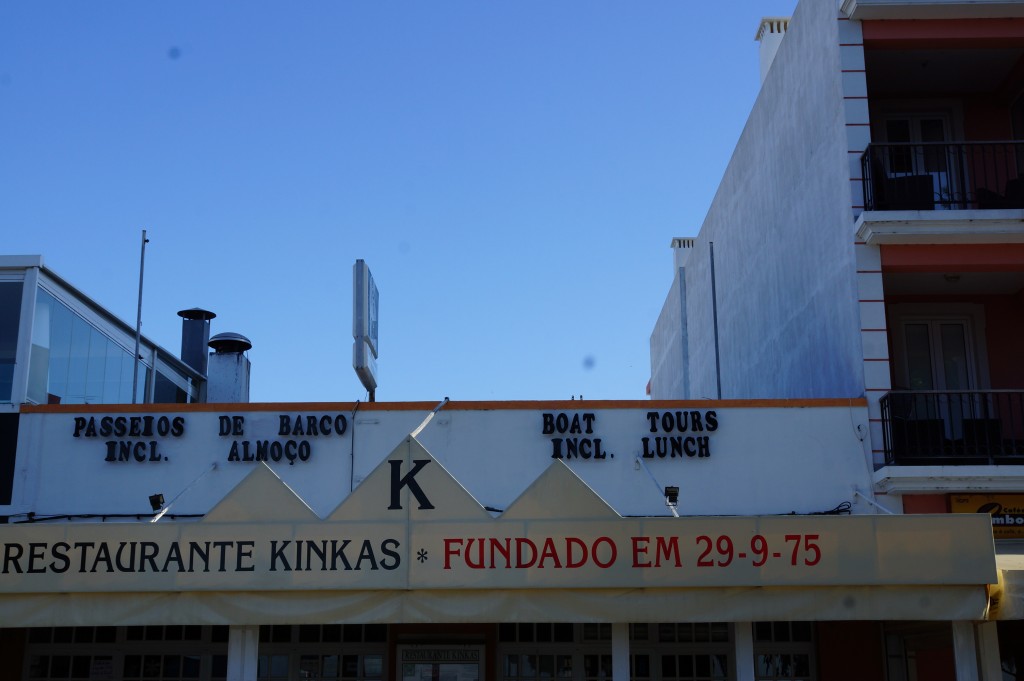 PASSEIOS DE BARCO
INCL. ALMOÇO
BOAT TOURS
INCL. LUNCH
K
RESTAURANTE KINKAS * FUNDADO EM 29-9-75